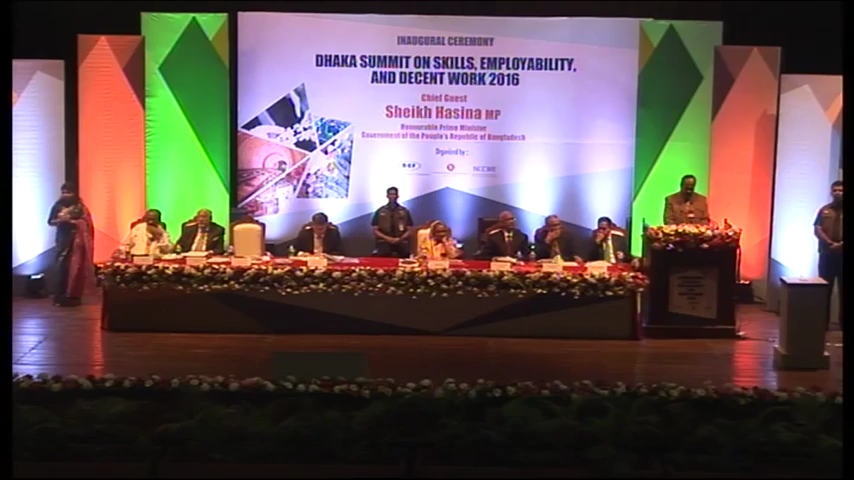 INAUGURAL CEREMONY
DHAKA SUMMIT ON SKILLS, EMPLOYABILITY,
AND DECENT WORK 2016
Chief Guest
Sheikh Hasina MP
Honourable Prime Minister
Government of the People's Republic of Bangladesh
Organized by :